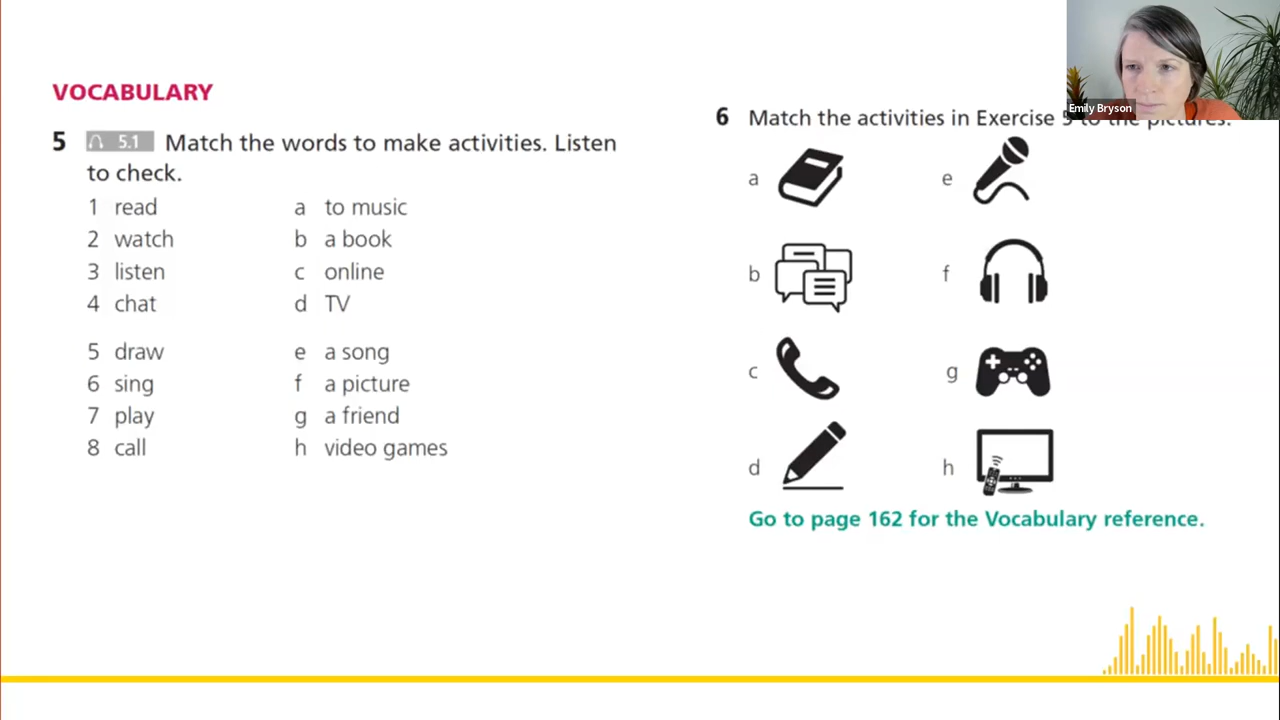 VOCABULARY
5 5.1 Match the words to make activities. Listen
to check.
1 read a to music
2 watch b a book
3 listen c online
4 chat d TV
5 draw e a song
6 sing f a picture
7 play g a friend
8 call h video games
6 Match the activities in Exercise 5 to the pictures.
a e
b f
c g
d h
Go to page 162 for the Vocabulary reference.
Emily Bryson